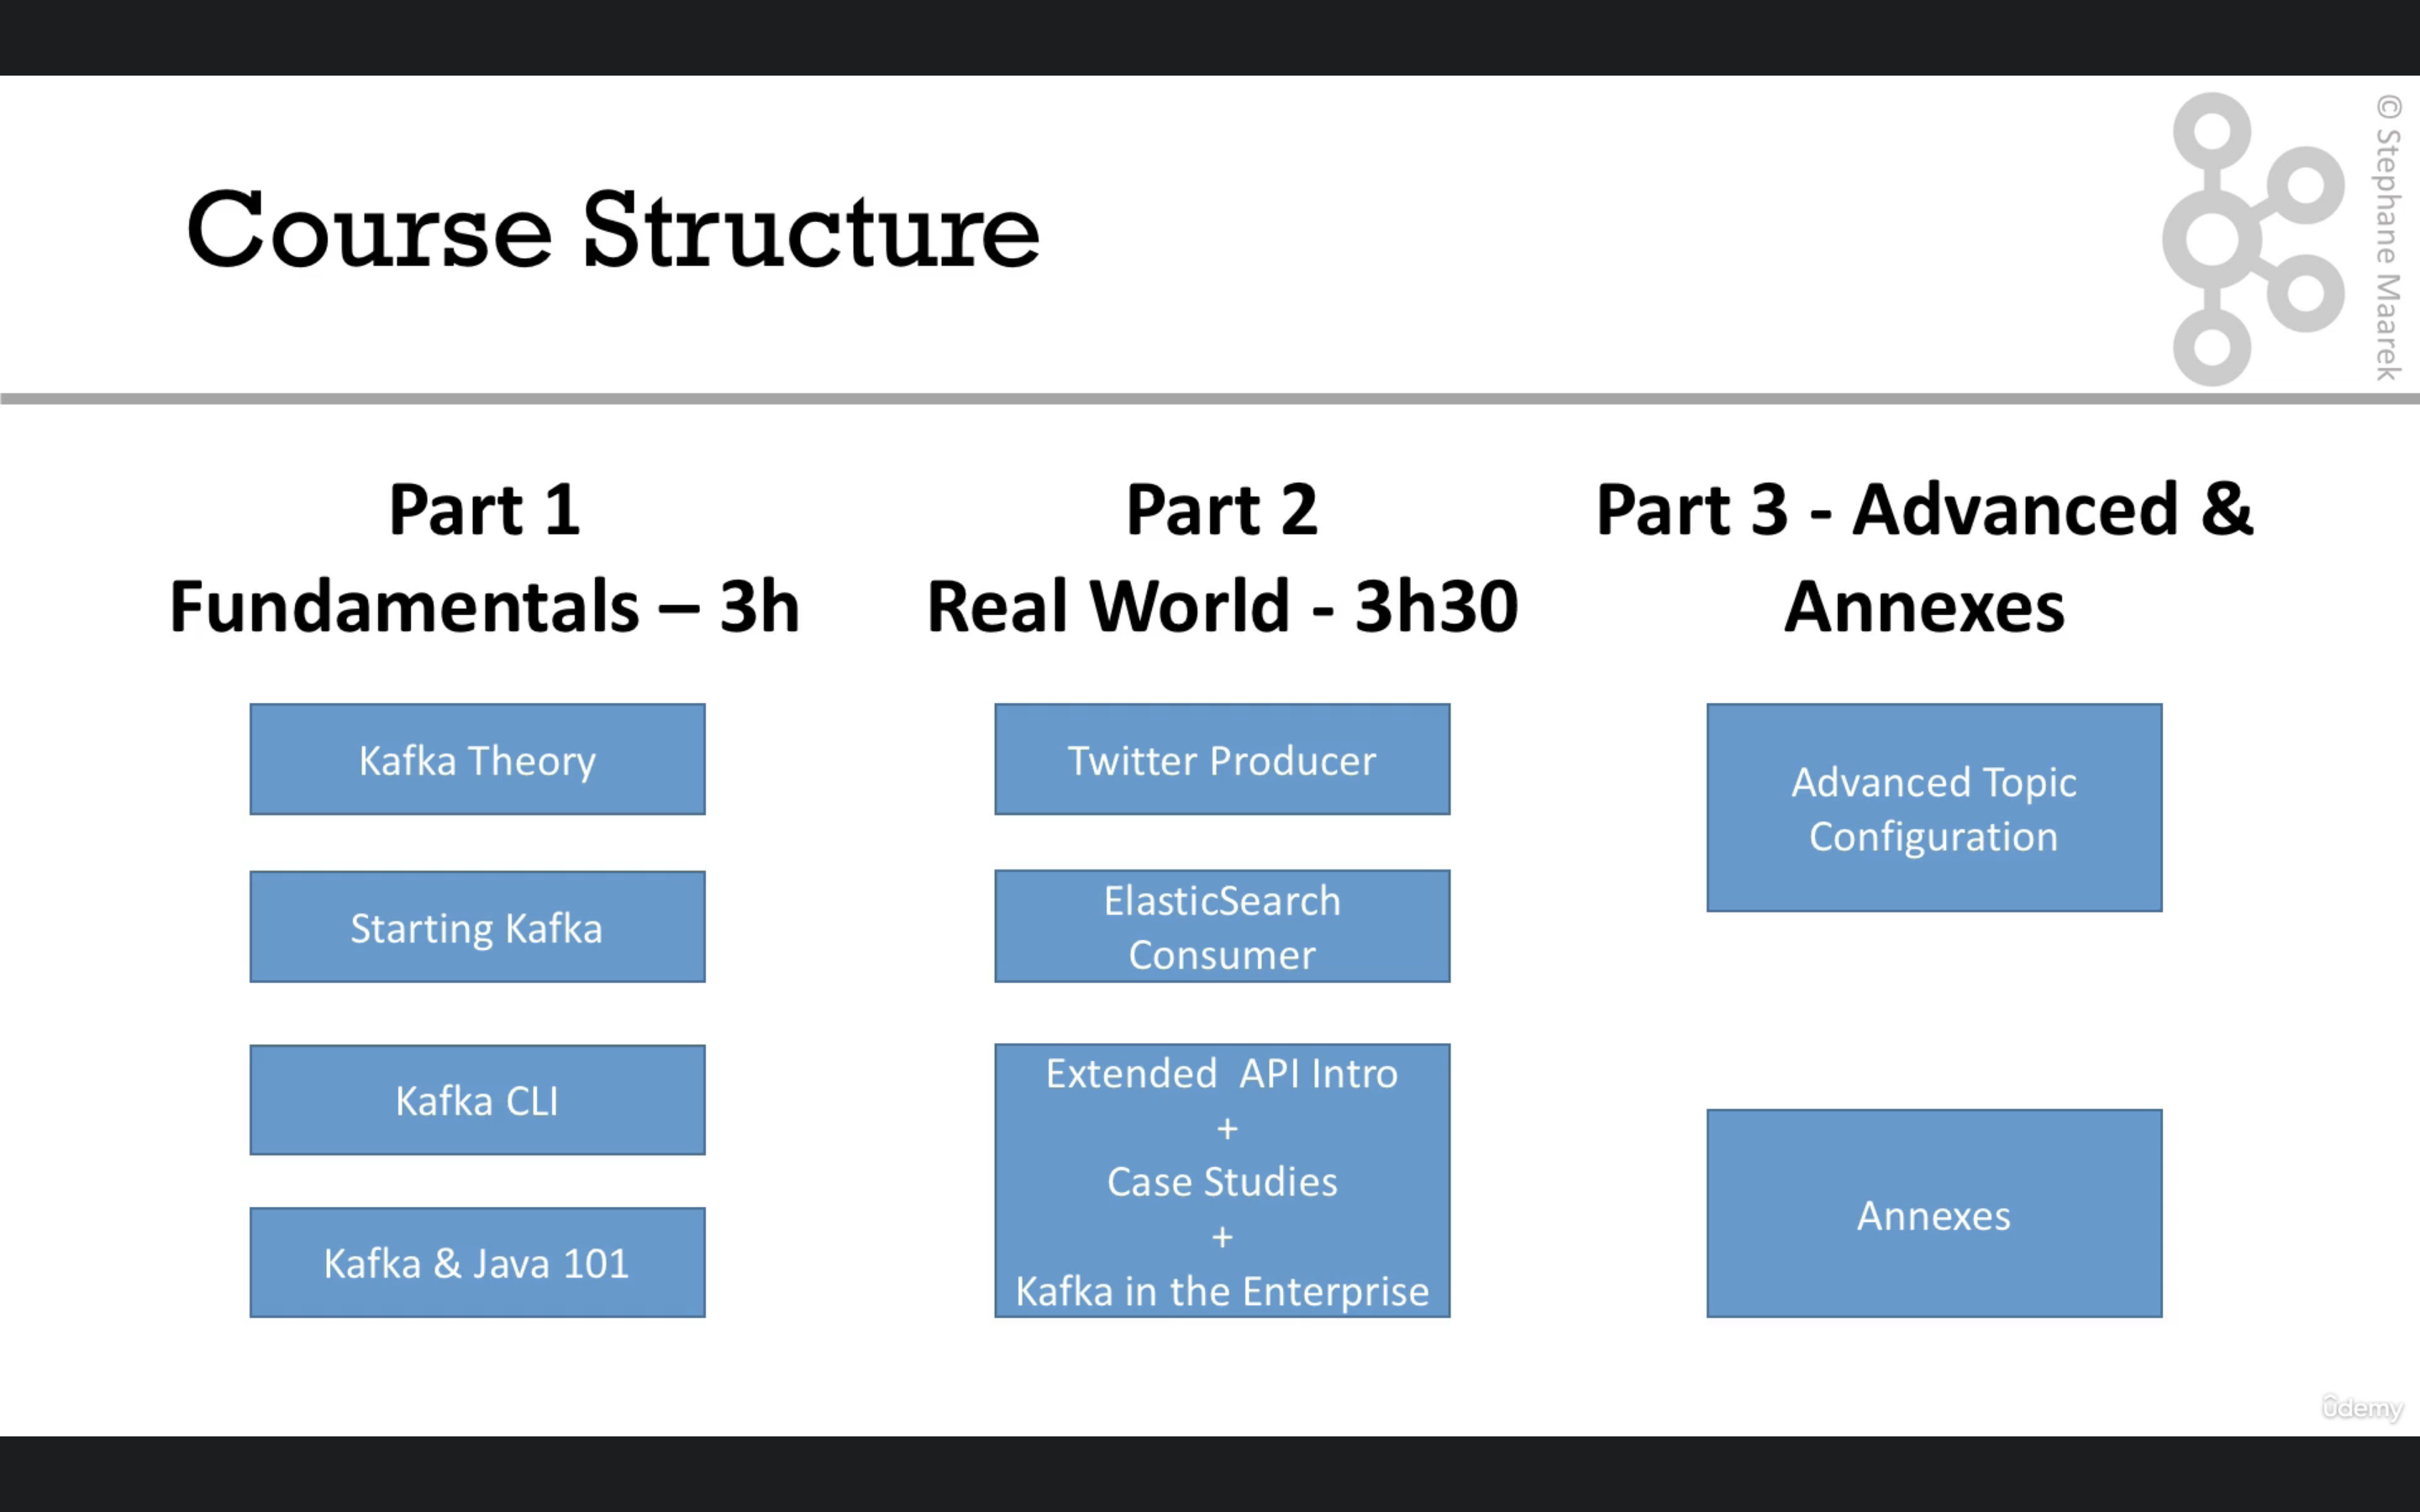 Course Structure
© Stephane Maarek
Part 1
Fundamentals – 3h
Kafka Theory
Starting Kafka
Kafka CLI
Kafka & Java 101
Part 2
Real World - 3h30
Twitter Producer
ElasticSearch
Consumer
Extended  API Intro
+
Case Studies
+
Kafka in the Enterprise
Part 3 - Advanced &
Annexes
Advanced Topic
Configuration
Annexes
ûdemy